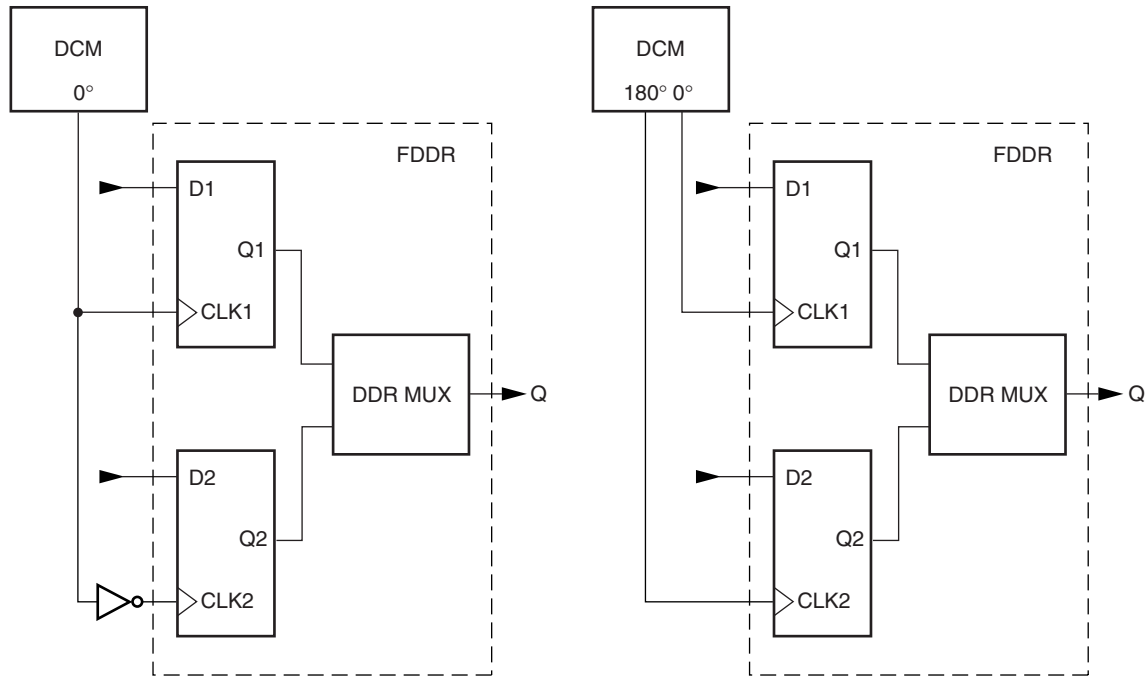 DCM
0°
FDDR
D1
Q1
CLK1
DDR MUX
Q
D2
Q2
CLK2
DCM
180° 0°
FDDR
D1
Q1
CLK1
DDR MUX
Q
D2
Q2
CLK2